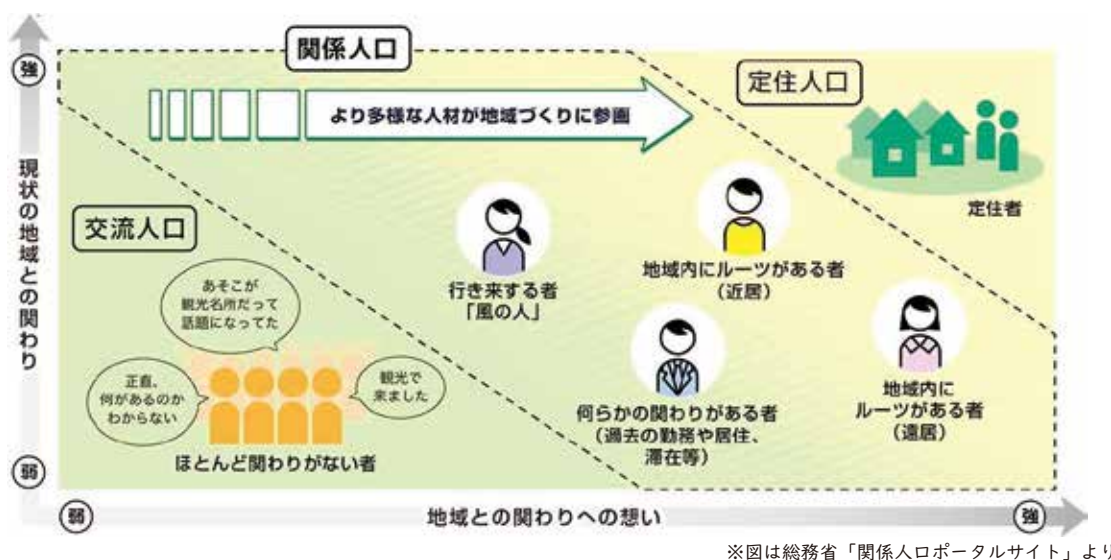 関係人口
強
定住人口
より多様な人材が地域づくりに参画
現状の地域との関わり
定住者
交流人口
地域内にルーツがある者
（近居）
あそこが
観光名所だって
話題になってた
行き来する者
「風の人」
正直、
何があるのか
わからない
観光で
来ました
地域内に
ルーツがある者
（遠居）
何らかの関わりがある者
（過去の勤務や居住、
滞在等）
ほとんど関わりがない者
弱
弱
地域との関わりへの想い
強
※図は総務省「関係人口ポータルサイト」より